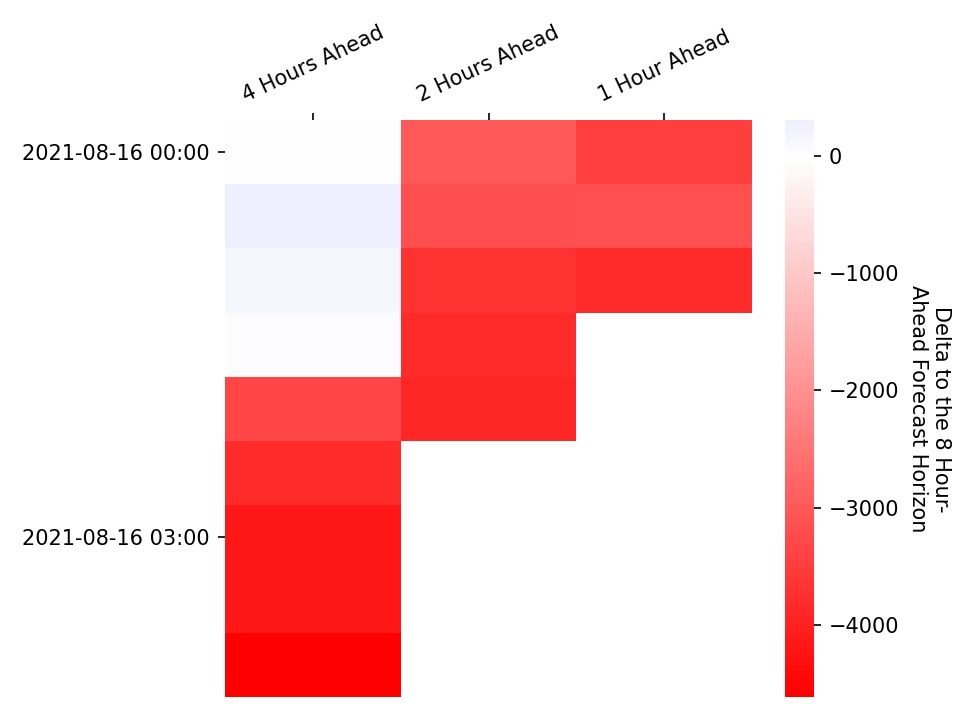 4 Hours Ahead
2 Hours Ahead
1 Hour Ahead
2021-08-16 00:00
2021-08-16 03:00
0
−1000
−2000
−3000
−4000
Delta to the 8 Hour-
Ahead Forecast Horizon